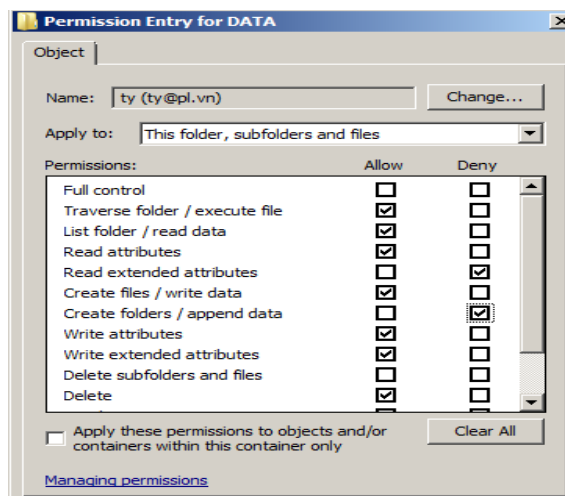 Permission Entry for DATA
Object
Name: ty (ty@pl.vn) Change...
Apply to: This folder, subfolders and files
Permissions: Allow Deny
Full control
Traverse folder / execute file
List folder / read data
Read attributes
Read extended attributes
Create files / write data
Create folders / append data
Write attributes
Write extended attributes
Delete subfolders and files
Delete
Apply these permissions to objects and/or Clear All
containers within this container only
Managing permissions